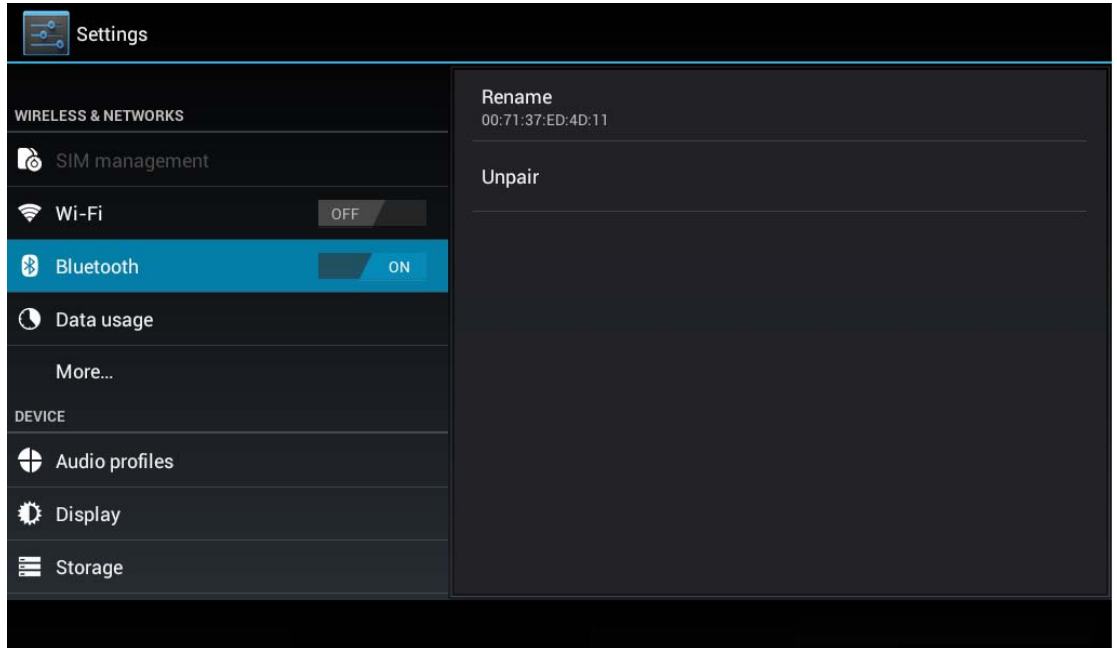 Settings
WIRELESS & NETWORKS
SIM management
Wi-Fi OFF
Bluetooth ON
Data usage
More...
DEVICE
Audio profiles
Display
Storage
Rename
00:71:37:ED:4D:11
Unpair